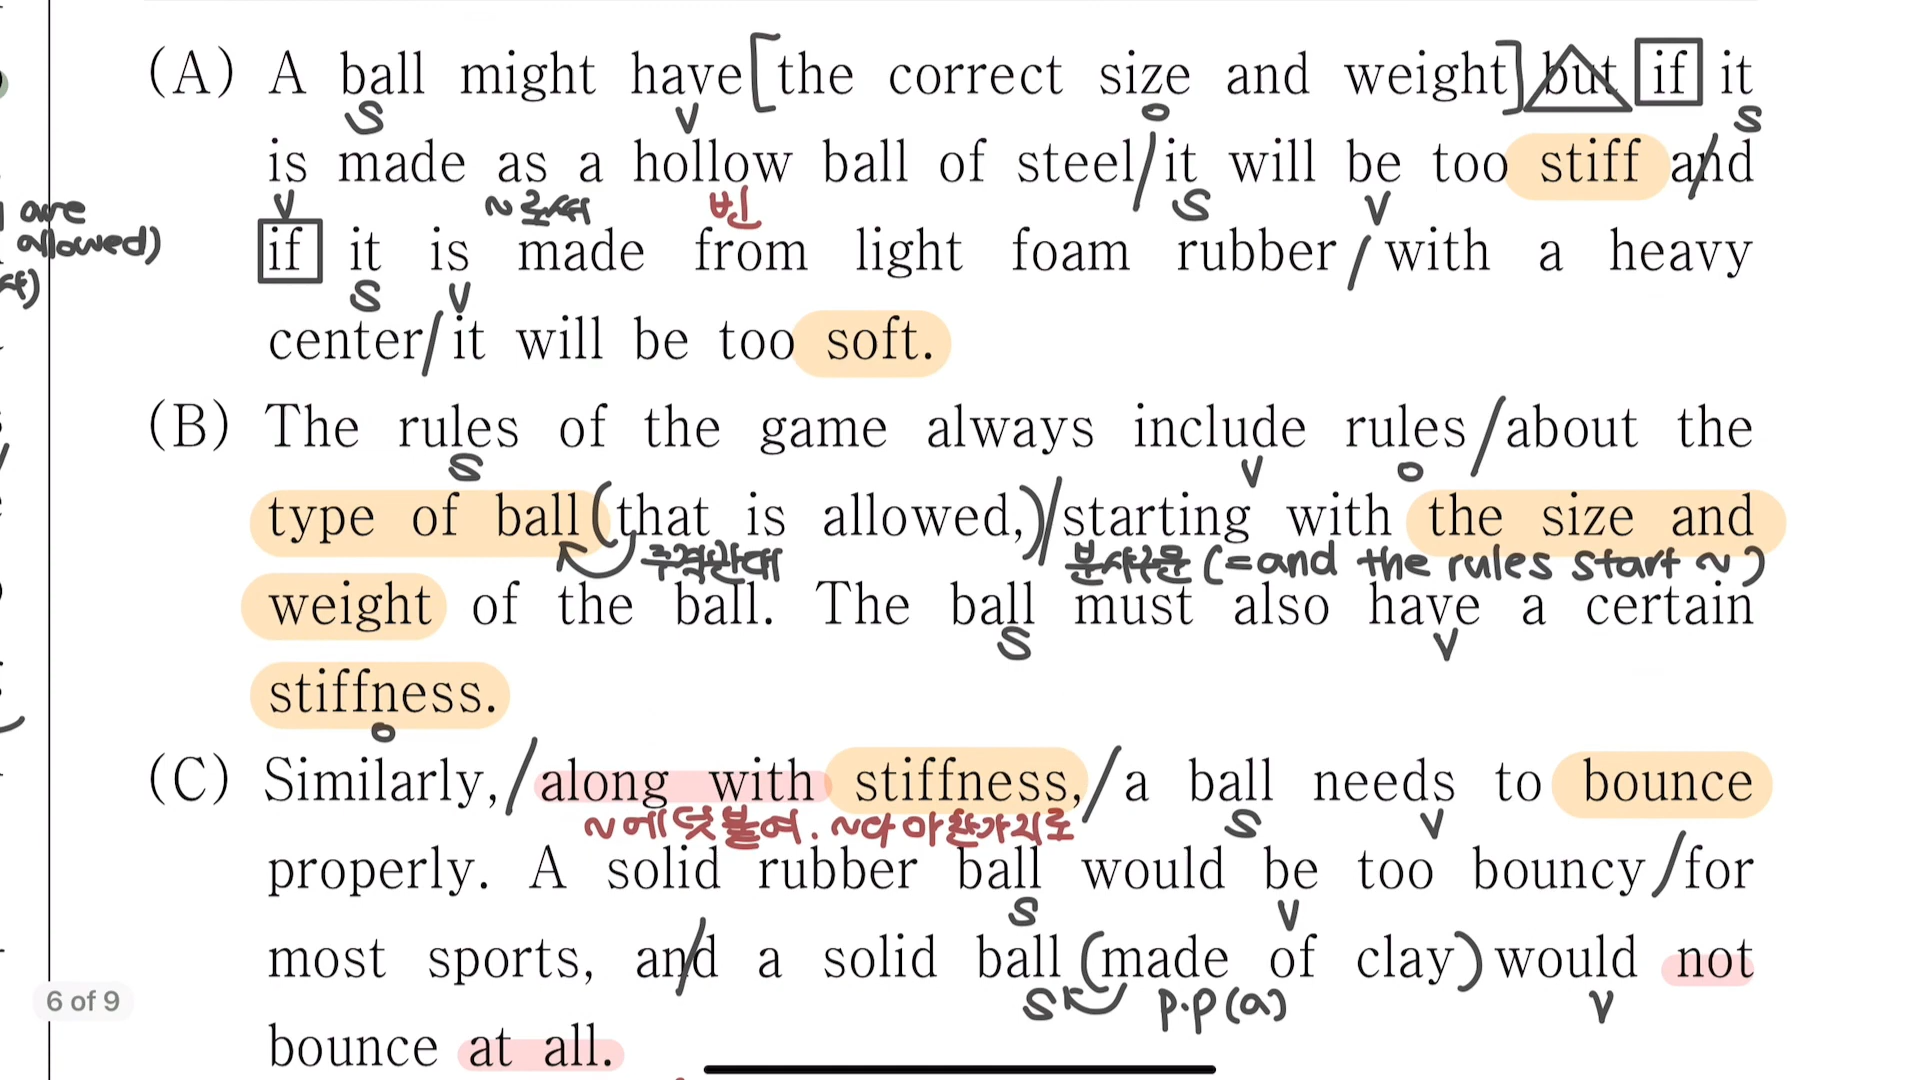 (A) A ball might have [the correct size and weight] but if it
S V O S
is made as a hollow ball of steel / it will be too stiff and
V ~로써 빈 S V
are
allowed)
if it is made from light foam rubber / with a heavy
S V
center / it will be too soft.
(B) The rules of the game always include rules / about the
S V O
type of ball (that is allowed,) / starting with the size and
주격관대 분사구문 (=and the rules start ~)
weight of the ball. The ball must also have a certain
S V
stiffness.
O
(C) Similarly, / along with stiffness, / a ball needs to bounce
~에 덧붙여. ~와 마찬가지로 S V
properly. A solid rubber ball would be too bouncy / for
S V
most sports, and a solid ball (made of clay) would not
S p.p(a) V
6 of 9
bounce at all.